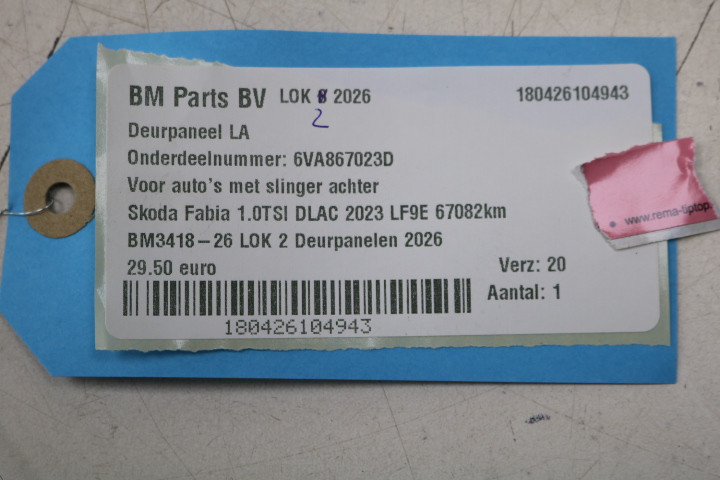 BM Parts BV LOK 2026 180426104943
2
Deurpaneel LA
Onderdeelnummer: 6VA867023D
Voor auto's met slinger achter
Skoda Fabia 1.0TSI DLAC 2023 LF9E 67082km
BM3418-26 LOK 2 Deurpanelen 2026
29.50 euro Verz: 20
Aantal: 1
180426104943
www.rema-tiptop.